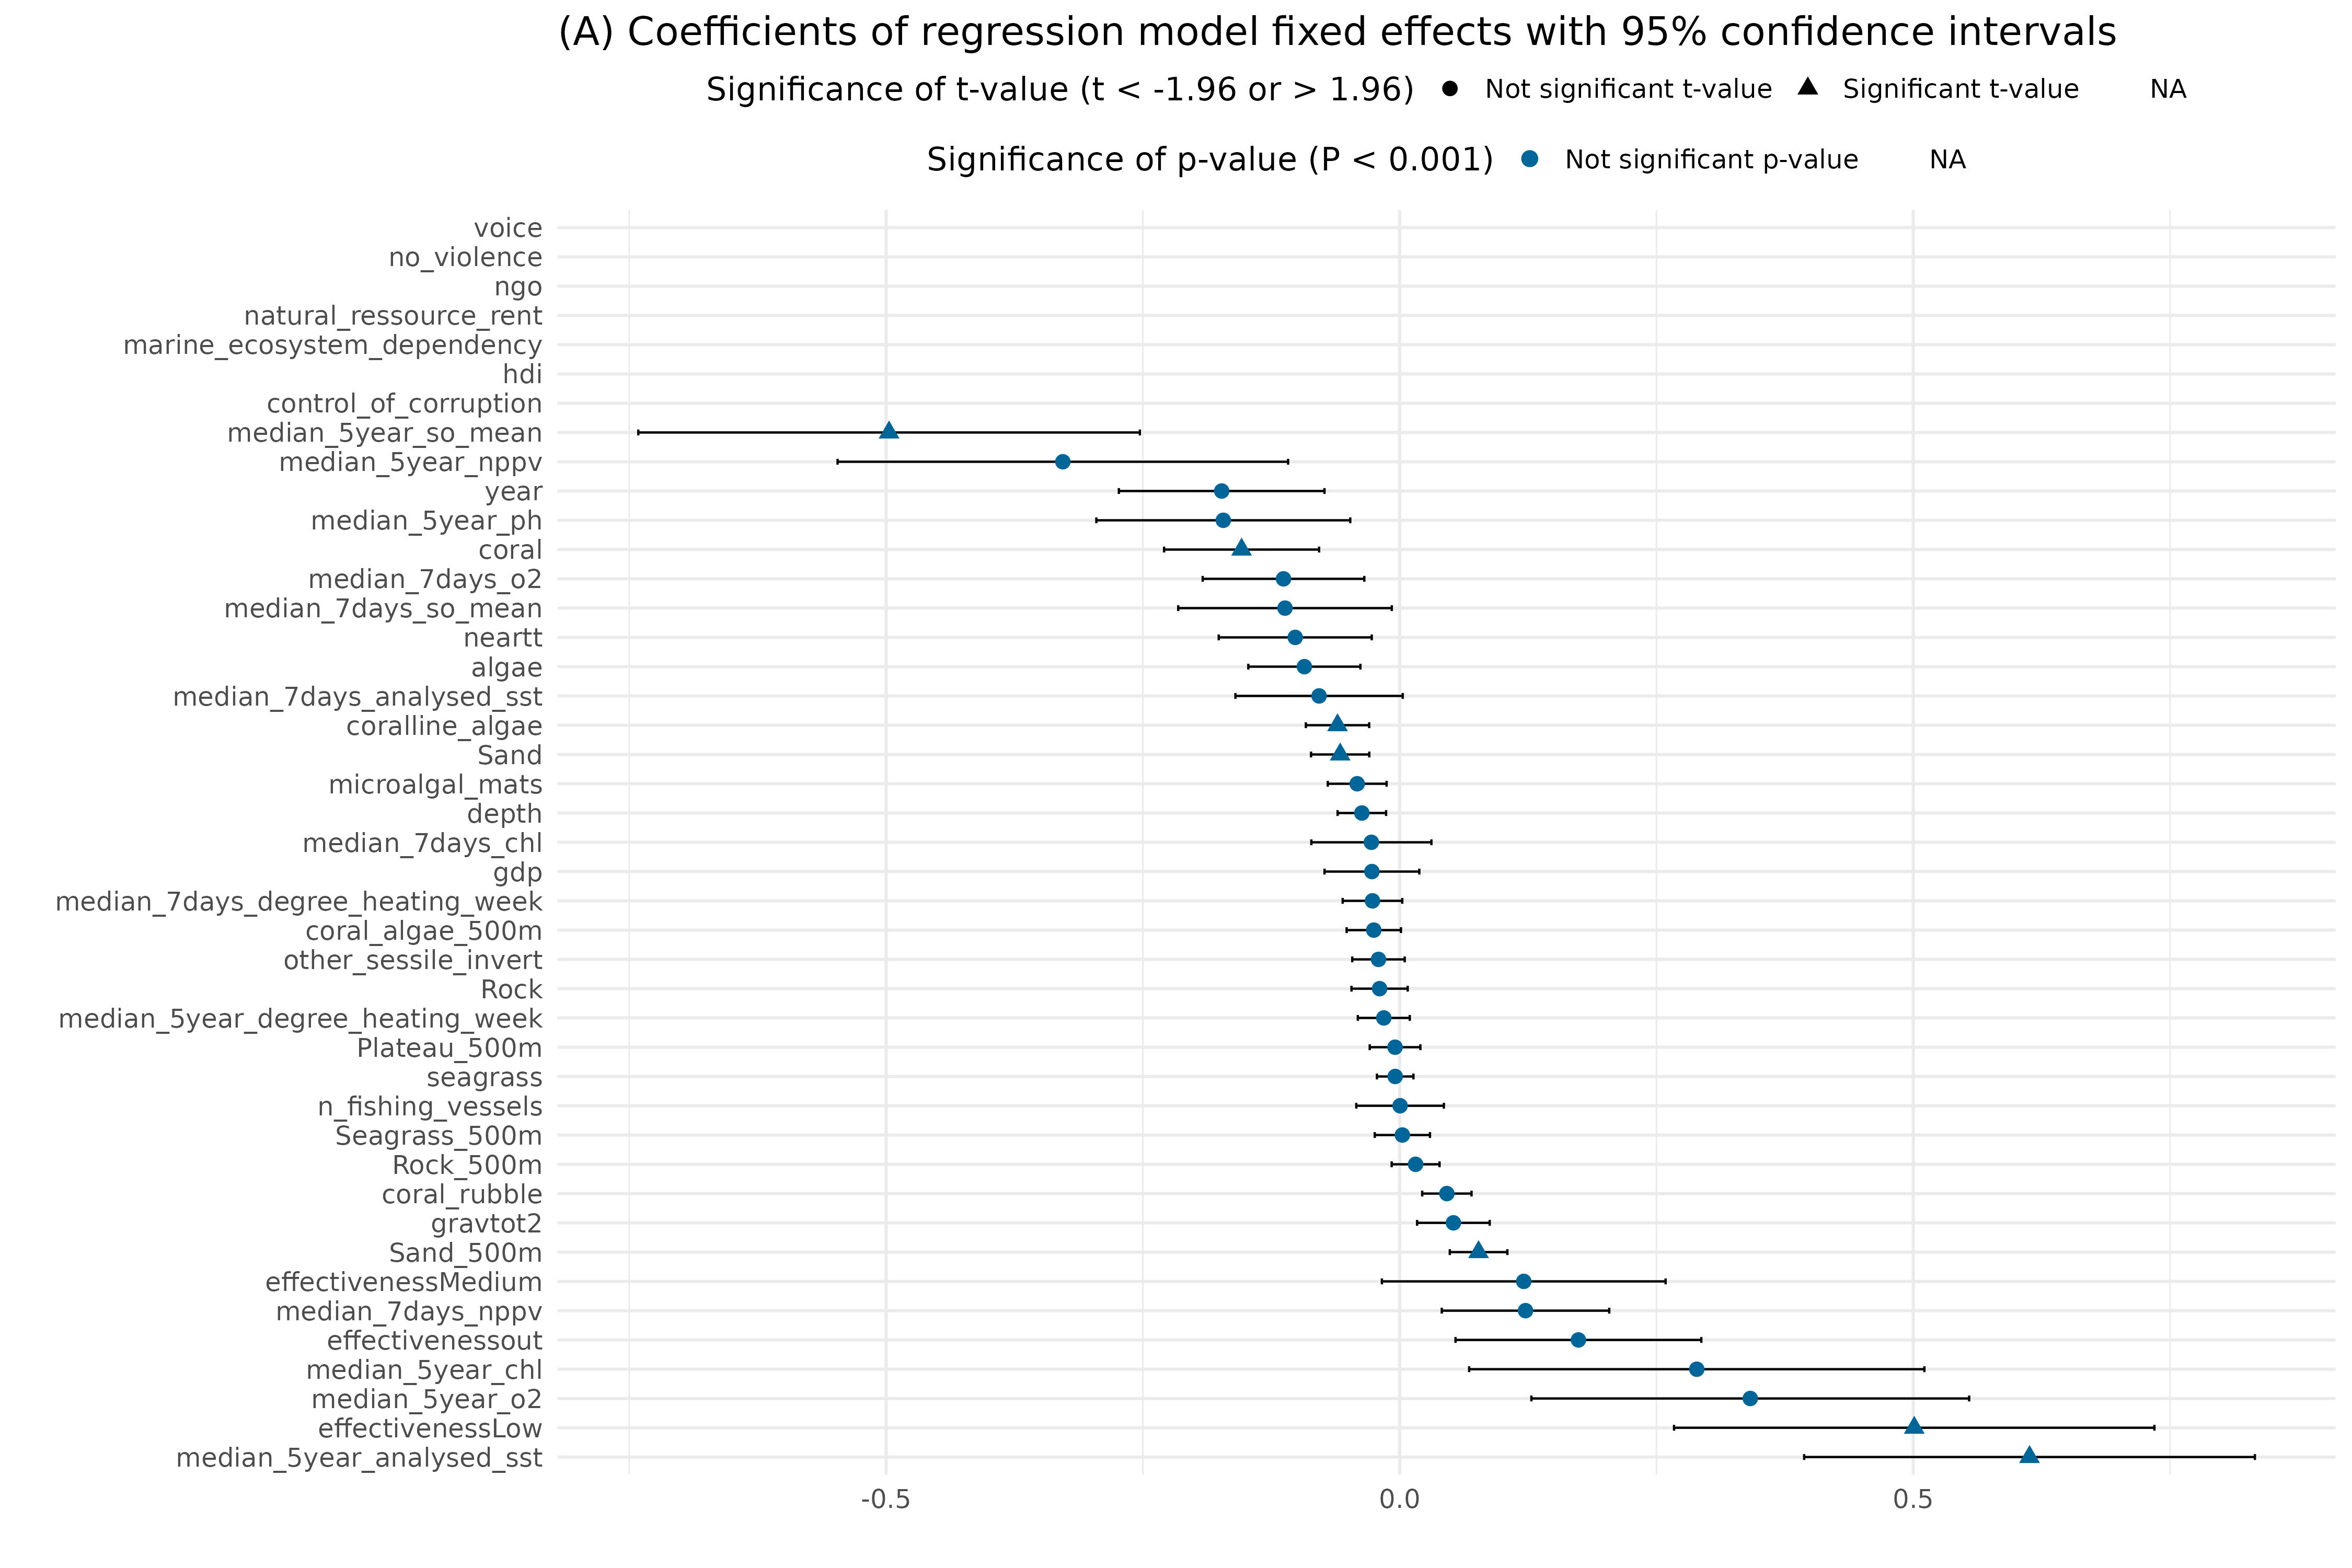 (A) Coefficients of regression model fixed effects with 95% confidence intervals
Significance of t-value (t < -1.96 or > 1.96) Not significant t-value Significant t-value NA
Significance of p-value (P < 0.001) Not significant p-value NA
voice
no_violence
ngo
natural_ressource_rent
marine_ecosystem_dependency
hdi
control_of_corruption
median_5year_so_mean
median_5year_nppv
year
median_5year_ph
coral
median_7days_o2
median_7days_so_mean
neartt
algae
median_7days_analysed_sst
coralline_algae
Sand
microalgal_mats
depth
median_7days_chl
gdp
median_7days_degree_heating_week
coral_algae_500m
other_sessile_invert
Rock
median_5year_degree_heating_week
Plateau_500m
seagrass
n_fishing_vessels
Seagrass_500m
Rock_500m
coral_rubble
gravtot2
Sand_500m
effectivenessMedium
median_7days_nppv
effectivenessout
median_5year_chl
median_5year_o2
effectivenessLow
median_5year_analysed_sst
-0.5 0.0 0.5